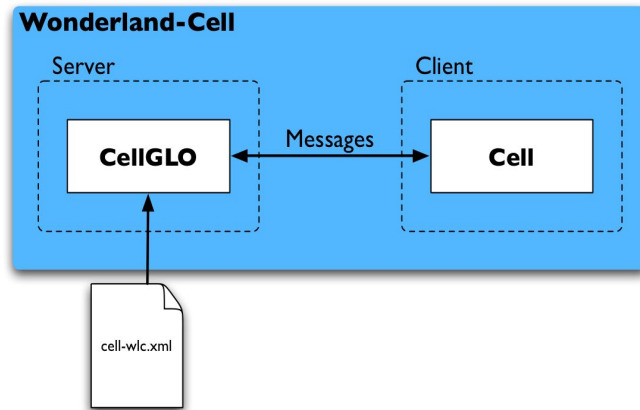 Wonderland-Cell
Server
Client
CellGLO
Messages
Cell
cell-wlc.xml